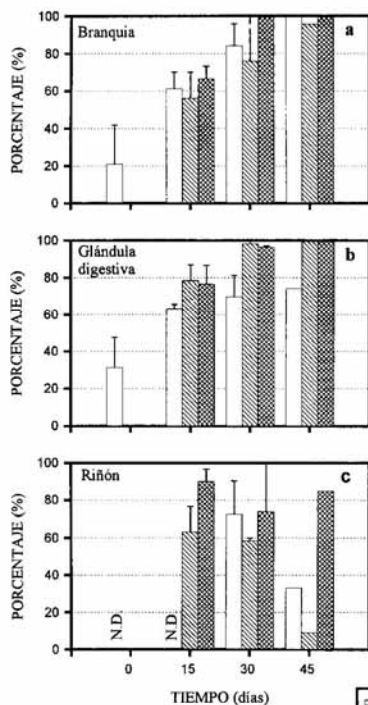 Branquia
a
PORCENTAJE (%)
100
80
60
40
20
0
Glándula
digestiva
b
PORCENTAJE (%)
100
80
60
40
20
0
Riñón
c
PORCENTAJE (%)
100
80
60
40
20
0
N.D
N.D
0 15 30 45
TIEMPO (días)